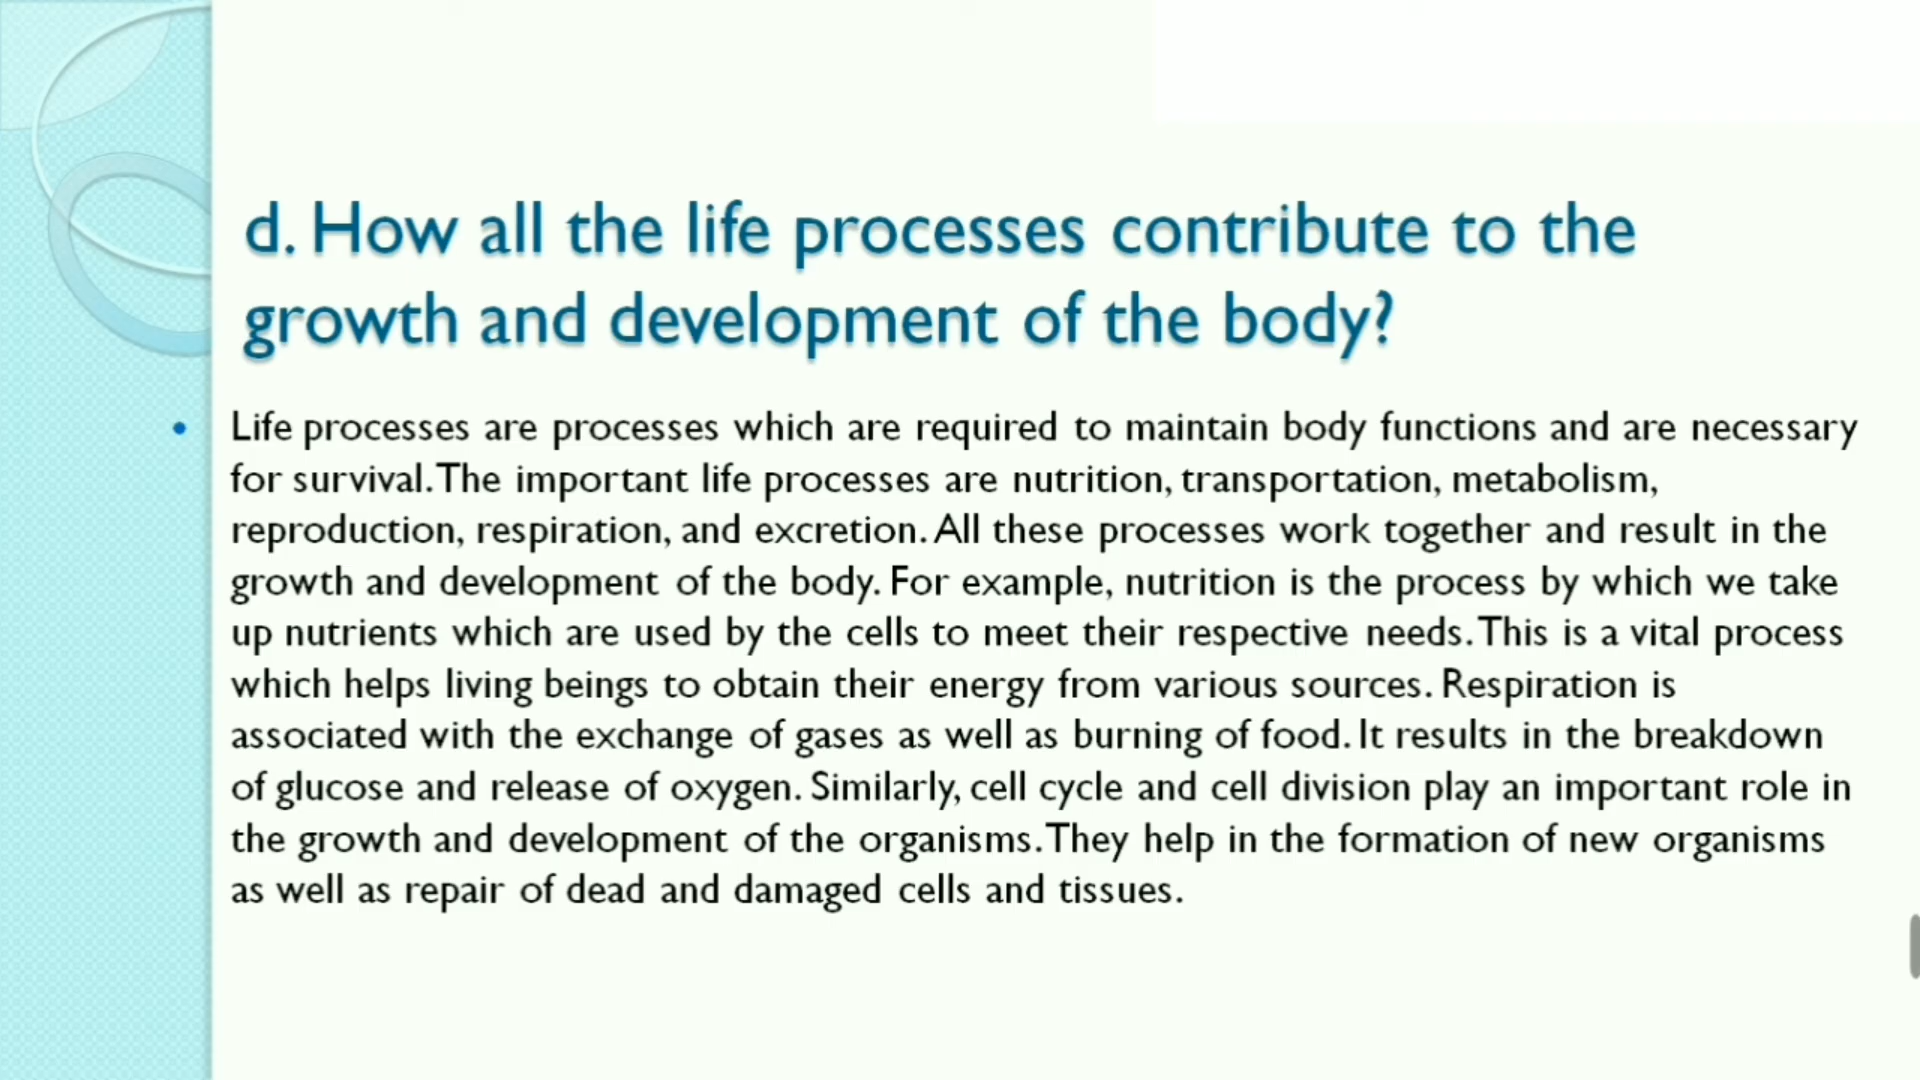 d. How all the life processes contribute to the
growth and development of the body?
• Life processes are processes which are required to maintain body functions and are necessary
for survival. The important life processes are nutrition, transportation, metabolism,
reproduction, respiration, and excretion. All these processes work together and result in the
growth and development of the body. For example, nutrition is the process by which we take
up nutrients which are used by the cells to meet their respective needs. This is a vital process
which helps living beings to obtain their energy from various sources. Respiration is
associated with the exchange of gases as well as burning of food. It results in the breakdown
of glucose and release of oxygen. Similarly, cell cycle and cell division play an important role in
the growth and development of the organisms. They help in the formation of new organisms
as well as repair of dead and damaged cells and tissues.